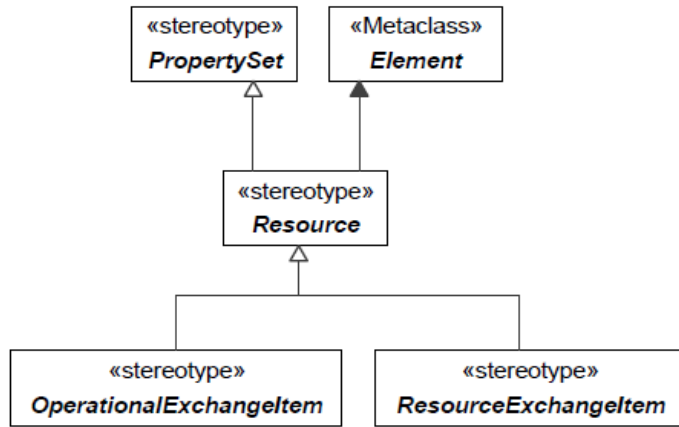 «stereotype»
PropertySet
«Metaclass»
Element
«stereotype»
Resource
«stereotype»
OperationalExchangeItem
«stereotype»
ResourceExchangeItem